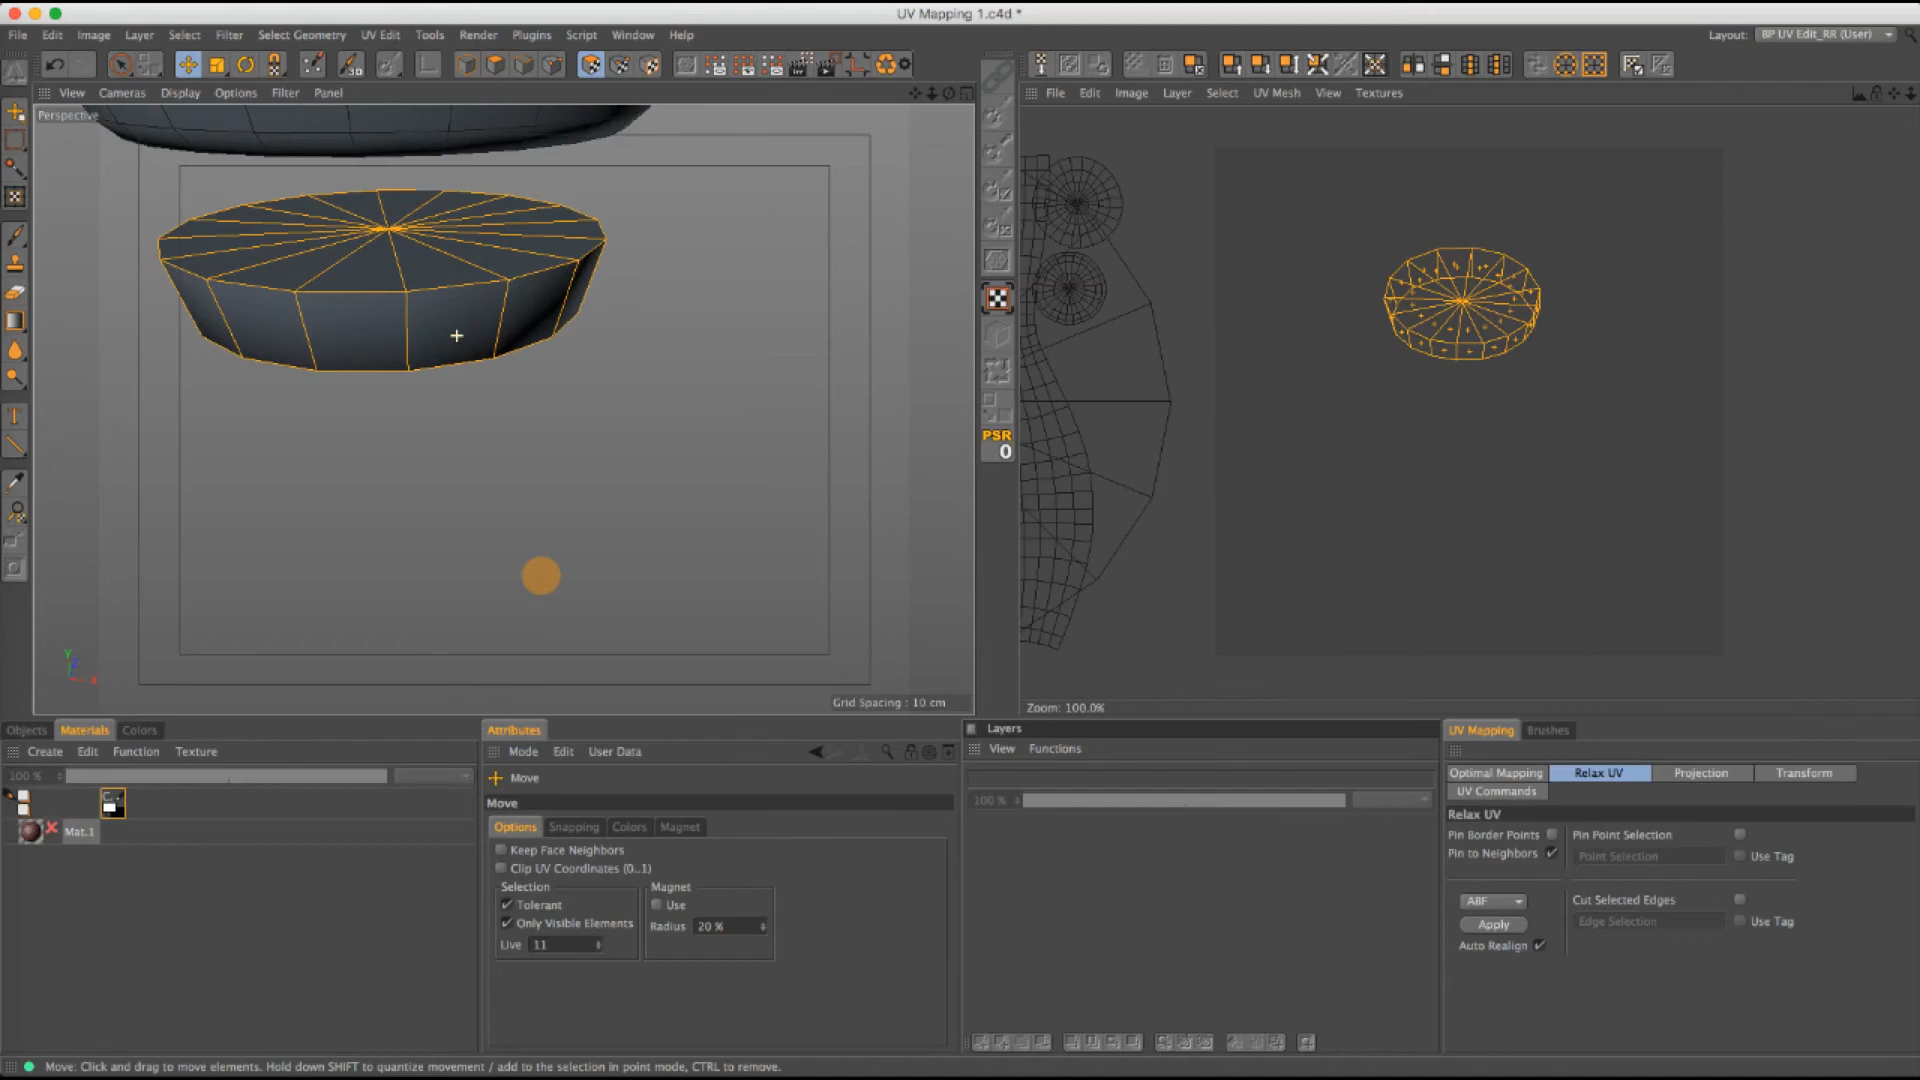 UV Mapping 1.c4d *
File Edit Image Layer Select Filter Select Geometry UV Edit Tools Render Plugins Script Window Help
Layout: BP UV Edit_RR (User)
View Cameras Display Options Filter Panel
File Edit Image Layer Select UV Mesh View Textures
Perspective
PSR
0
Y
Z
X
Grid Spacing : 10 cm
Zoom: 100.0%
Objects Materials Colors
Create Edit Function Texture
100 %
Mat.1
Attributes
Mode Edit User Data
Move
Move
Options Snapping Colors Magnet
Keep Face Neighbors
Clip UV Coordinates (0..1)
Selection
Magnet
Tolerant
Use
Only Visible Elements
Radius 20 %
Live 11
Layers
View Functions
100 %
UV Mapping Brushes
Optimal Mapping Relax UV Projection Transform
UV Commands
Relax UV
Pin Border Points
Pin Point Selection
Pin to Neighbors
Point Selection
Use Tag
ABF
Cut Selected Edges
Apply
Edge Selection
Use Tag
Auto Realign
Move: Click and drag to move elements. Hold down SHIFT to quantize movement / add to the selection in point mode, CTRL to remove.